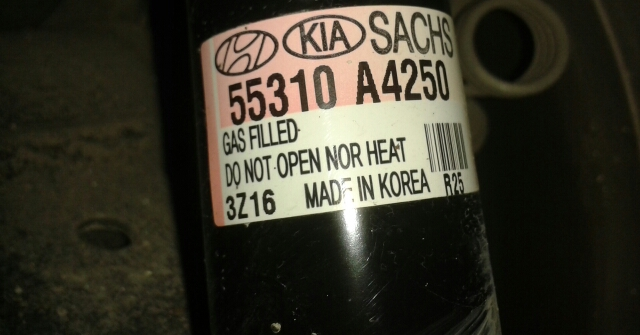 KIA SACHS
55310 A4250
GAS FILLED
DO NOT OPEN NOR HEAT
3Z16 MADE IN KOREA R25